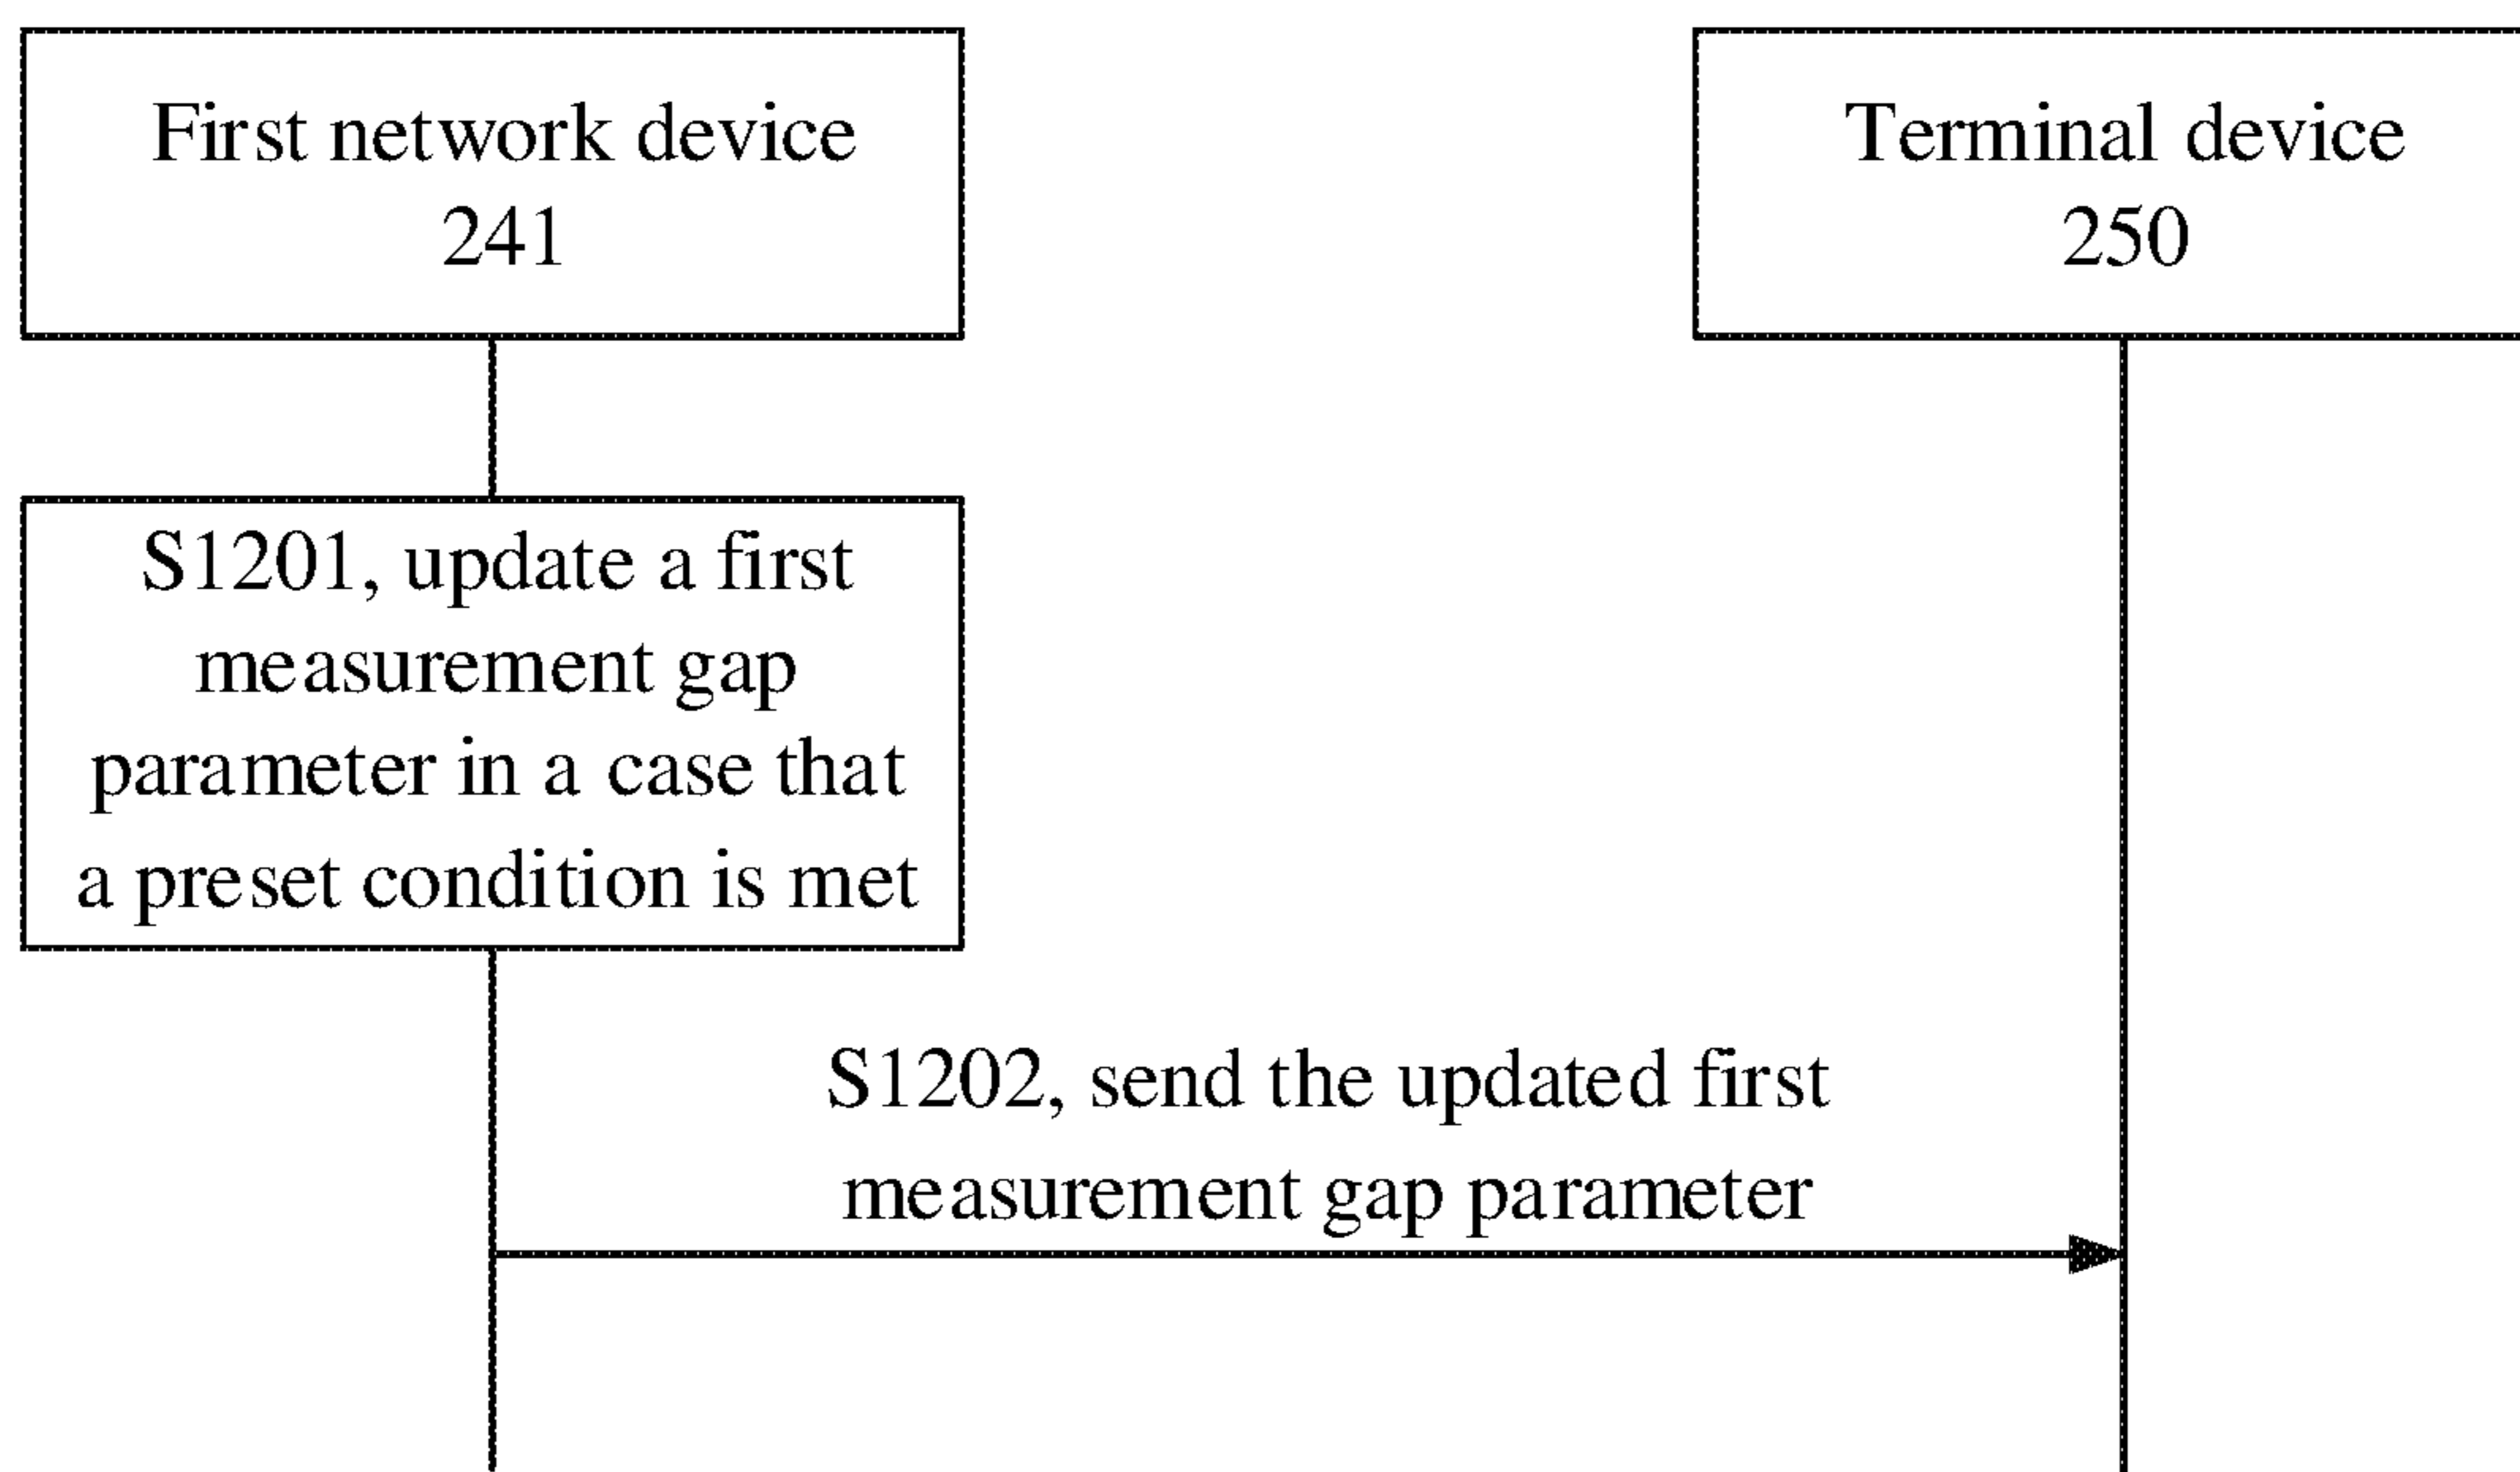 First network device
241
Terminal device
250
S1201, update a first
measurement gap
parameter in a case that
a preset condition is met
S1202, send the updated first
measurement gap parameter